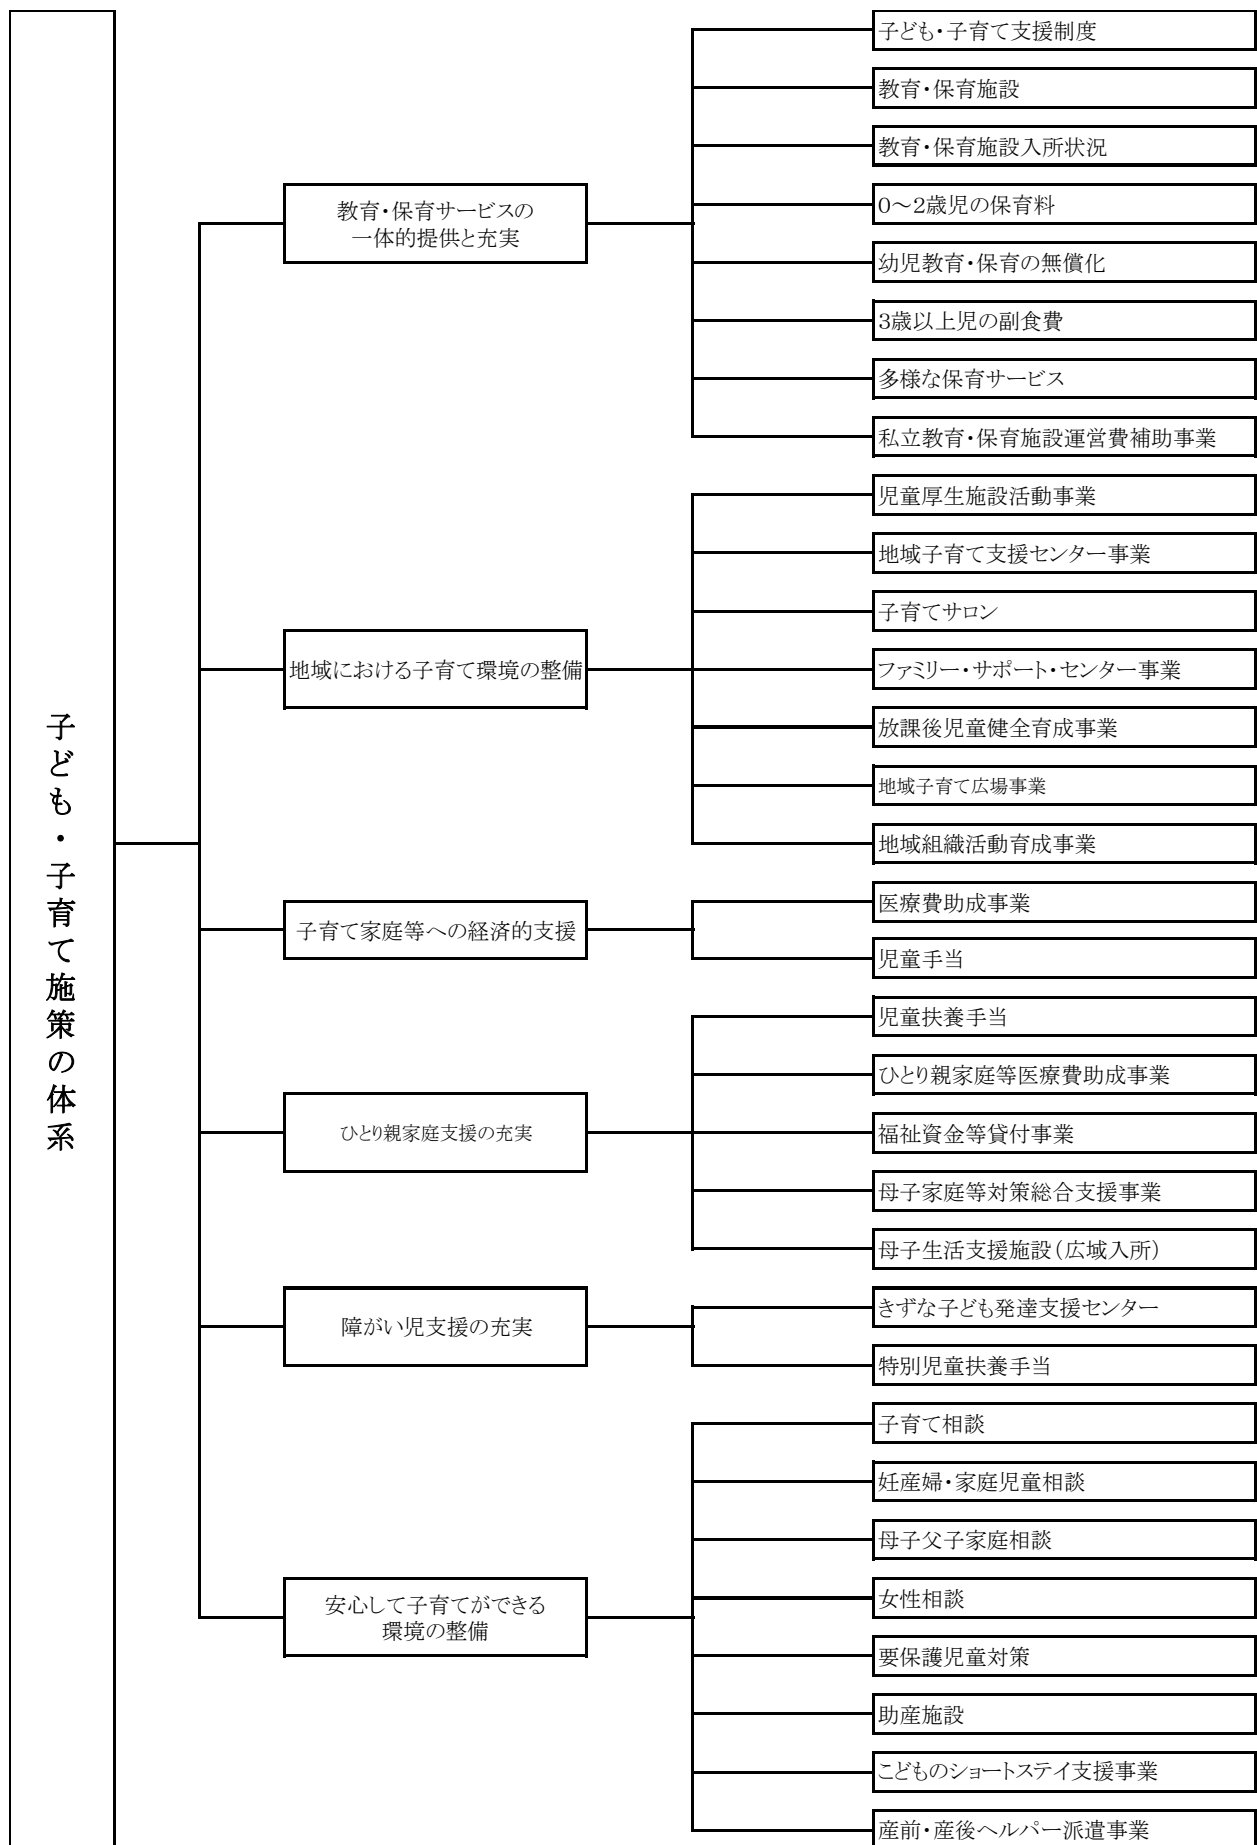 子ども・子育て施策の体系
教育・保育サービスの
一体的提供と充実
子ども・子育て支援制度
教育・保育施設
教育・保育施設入所状況
0～2歳児の保育料
幼児教育・保育の無償化
3歳以上児の副食費
多様な保育サービス
私立教育・保育施設運営費補助事業
地域における子育て環境の整備
児童厚生施設活動事業
地域子育て支援センター事業
子育てサロン
ファミリー・サポート・センター事業
放課後児童健全育成事業
地域子育て広場事業
地域組織活動育成事業
子育て家庭等への経済的支援
医療費助成事業
児童手当
ひとり親家庭支援の充実
児童扶養手当
ひとり親家庭等医療費助成事業
福祉資金等貸付事業
母子家庭等対策総合支援事業
母子生活支援施設(広域入所)
障がい児支援の充実
きずな子ども発達支援センター
特別児童扶養手当
安心して子育てができる
環境の整備
子育て相談
妊産婦・家庭児童相談
母子父子家庭相談
女性相談
要保護児童対策
助産施設
こどものショートステイ支援事業
産前・産後ヘルパー派遣事業